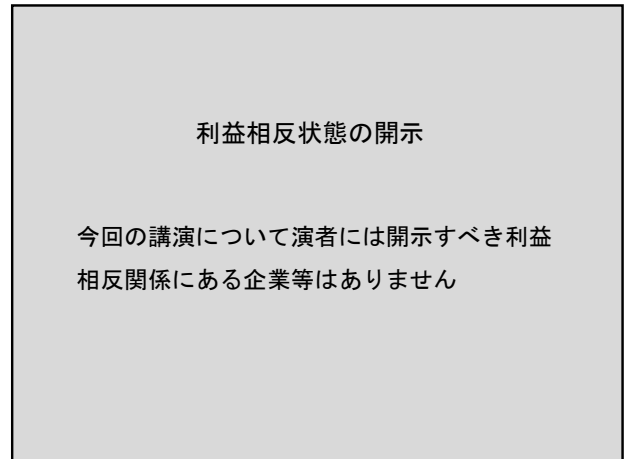 利益相反状態の開示
今回の講演について演者には開示すべき利益
相反関係にある企業等はありません